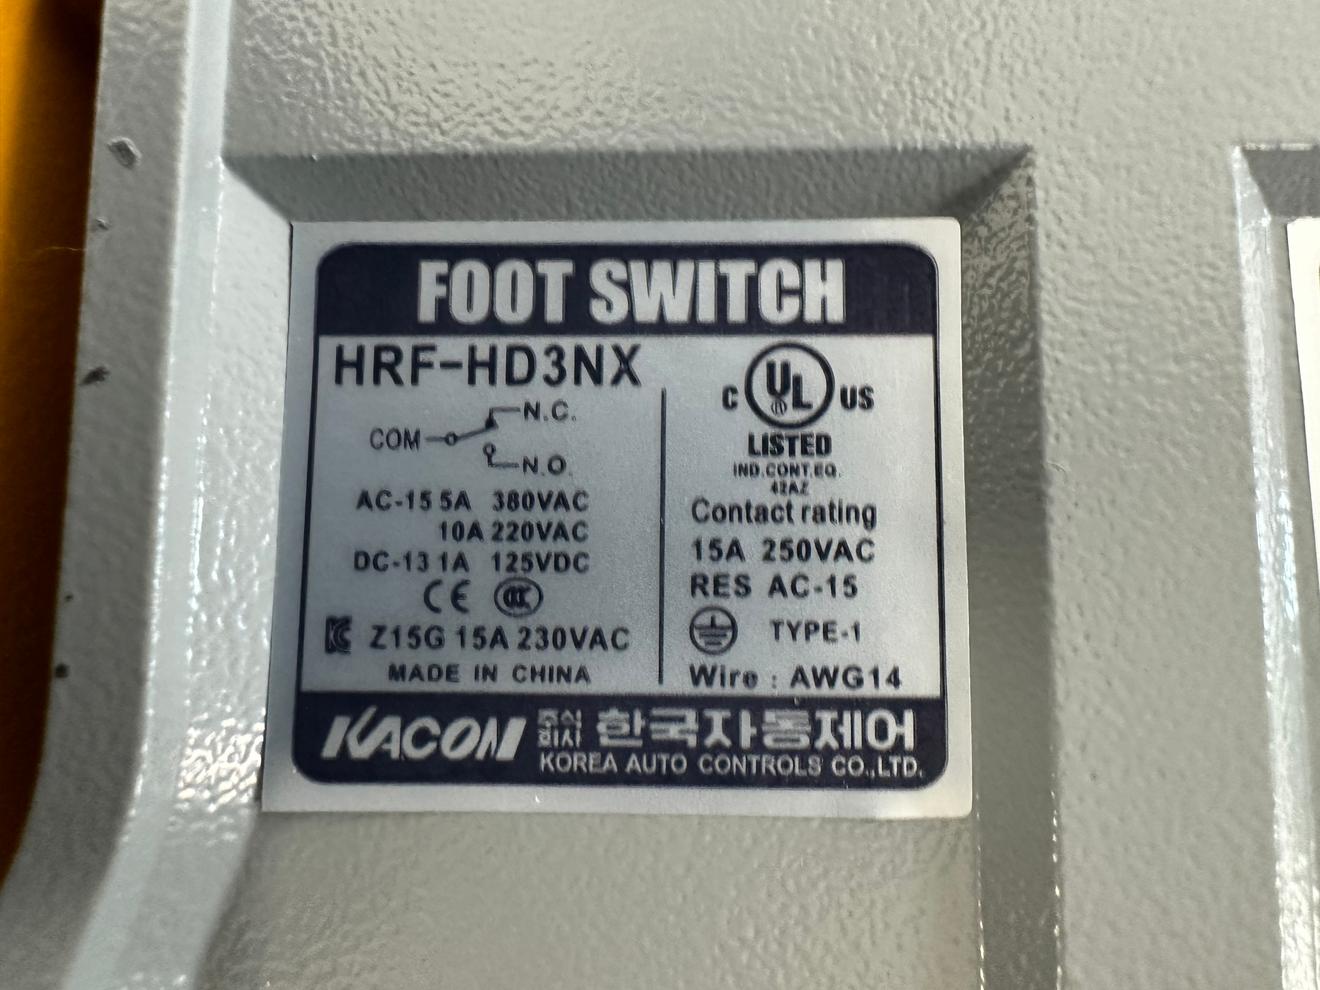 FOOT SWITCH
HRF-HD3NX
COM
N.C.
N.O.
AC-15 5A 380VAC
10A 220VAC
DC-13 1A 125VDC
CE CCC
KC Z15G 15A 230VAC
MADE IN CHINA
C UL US
®
LISTED
IND.CONT.EQ.
42AZ
Contact rating
15A 250VAC
RES AC-15
TYPE-1
Wire : AWG14
KACON 주식회사 한국자동제어
KOREA AUTO CONTROLS CO.,LTD.